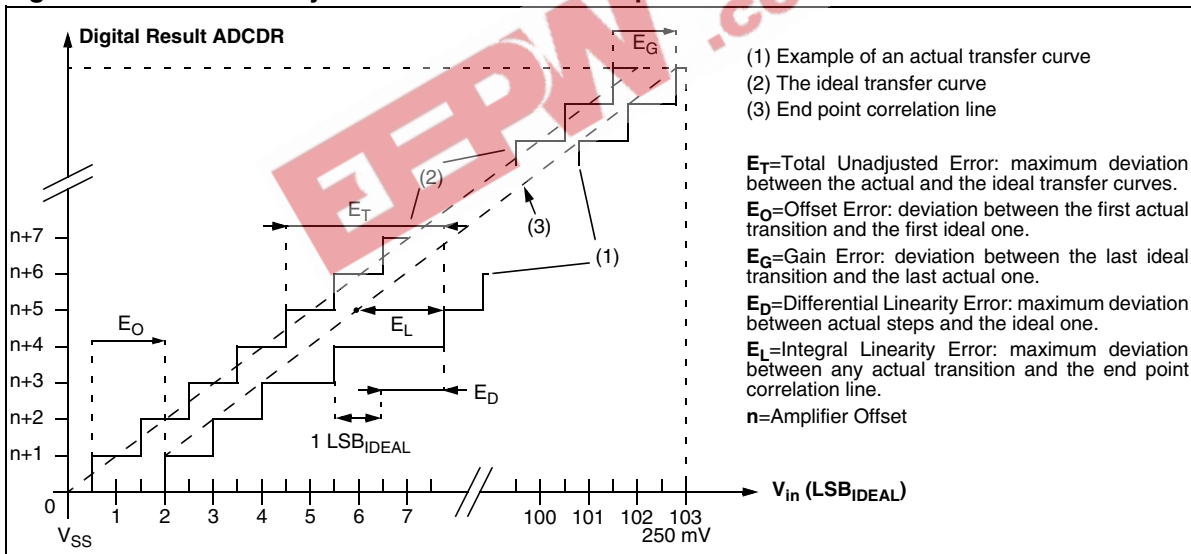 Digital Result ADCDR
EEPW.co
E_G
(1) Example of an actual transfer curve
(2) The ideal transfer curve
(3) End point correlation line
E_T=Total Unadjusted Error: maximum deviation
between the actual and the ideal transfer curves.
E_O=Offset Error: deviation between the first actual
transition and the first ideal one.
E_G=Gain Error: deviation between the last ideal
transition and the last actual one.
E_D=Differential Linearity Error: maximum deviation
between actual steps and the ideal one.
E_L=Integral Linearity Error: maximum deviation
between any actual transition and the end point
correlation line.
n=Amplifier Offset
(2)
E_T
(3)
(1)
n+7
n+6
n+5
n+4
n+3
n+2
n+1
E_O
E_L
E_D
1 LSB_IDEAL
0
1 2 3 4 5 6 7 100 101 102 103
V_in (LSB_IDEAL)
V_SS
250 mV